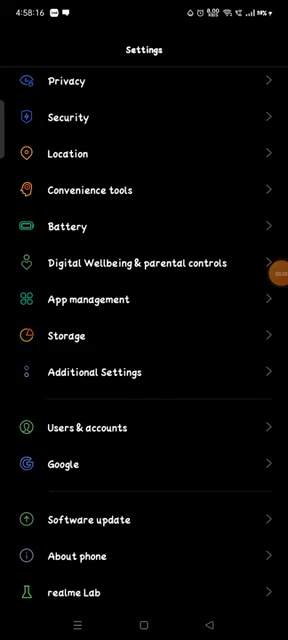 4:58:16
Settings
Privacy
Security
Location
Convenience tools
Battery
Digital Wellbeing & parental controls
App management
Storage
Additional Settings
Users & accounts
Google
Software update
About phone
realme Lab